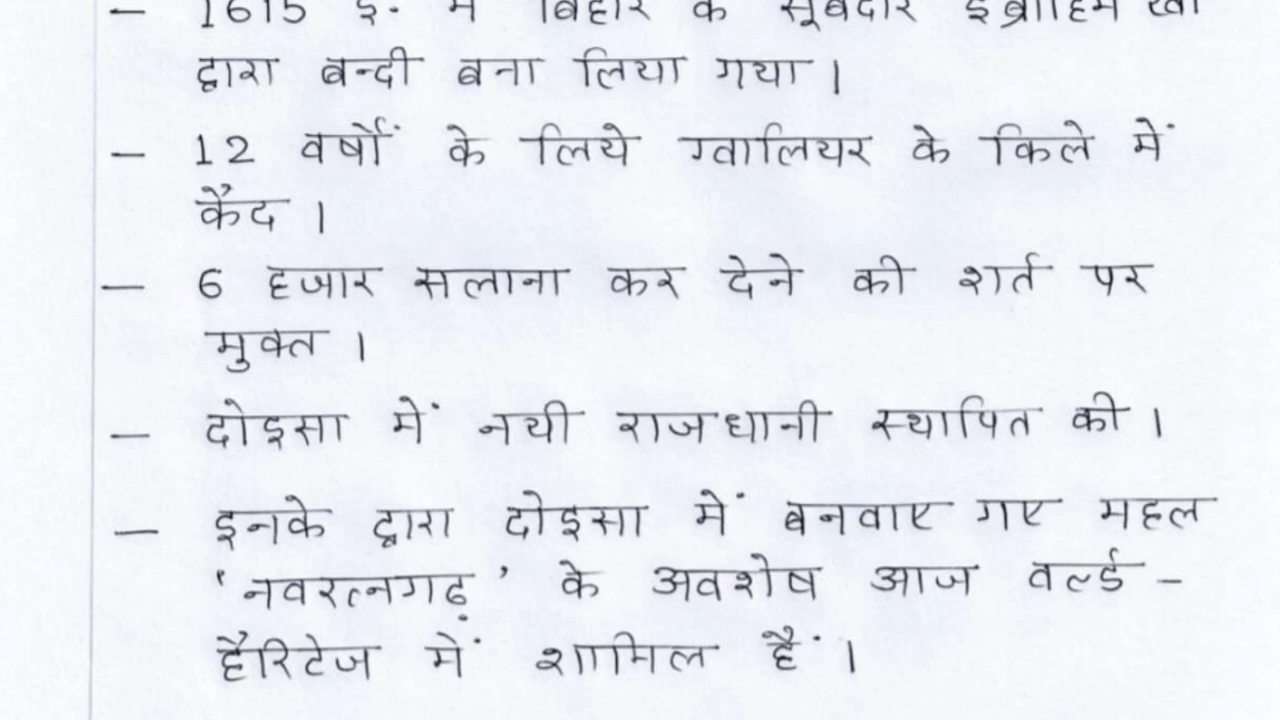 - 1615 ई. में बिहार के सूबेदार इब्राहिम खाँ
द्वारा बन्दी बना लिया गया ।
- 12 वर्षों के लिये ग्वालियर के किले में
कैद ।
- 6 हजार सलाना कर देने की शर्त पर
मुक्त ।
- दोइसा में नयी राजधानी स्थापित की ।
- इनके द्वारा दोइसा में बनवाए गए महल
'नवरत्नगढ़' के अवशेष आज वर्ल्ड -
हैरिटेज में शामिल हैं ।